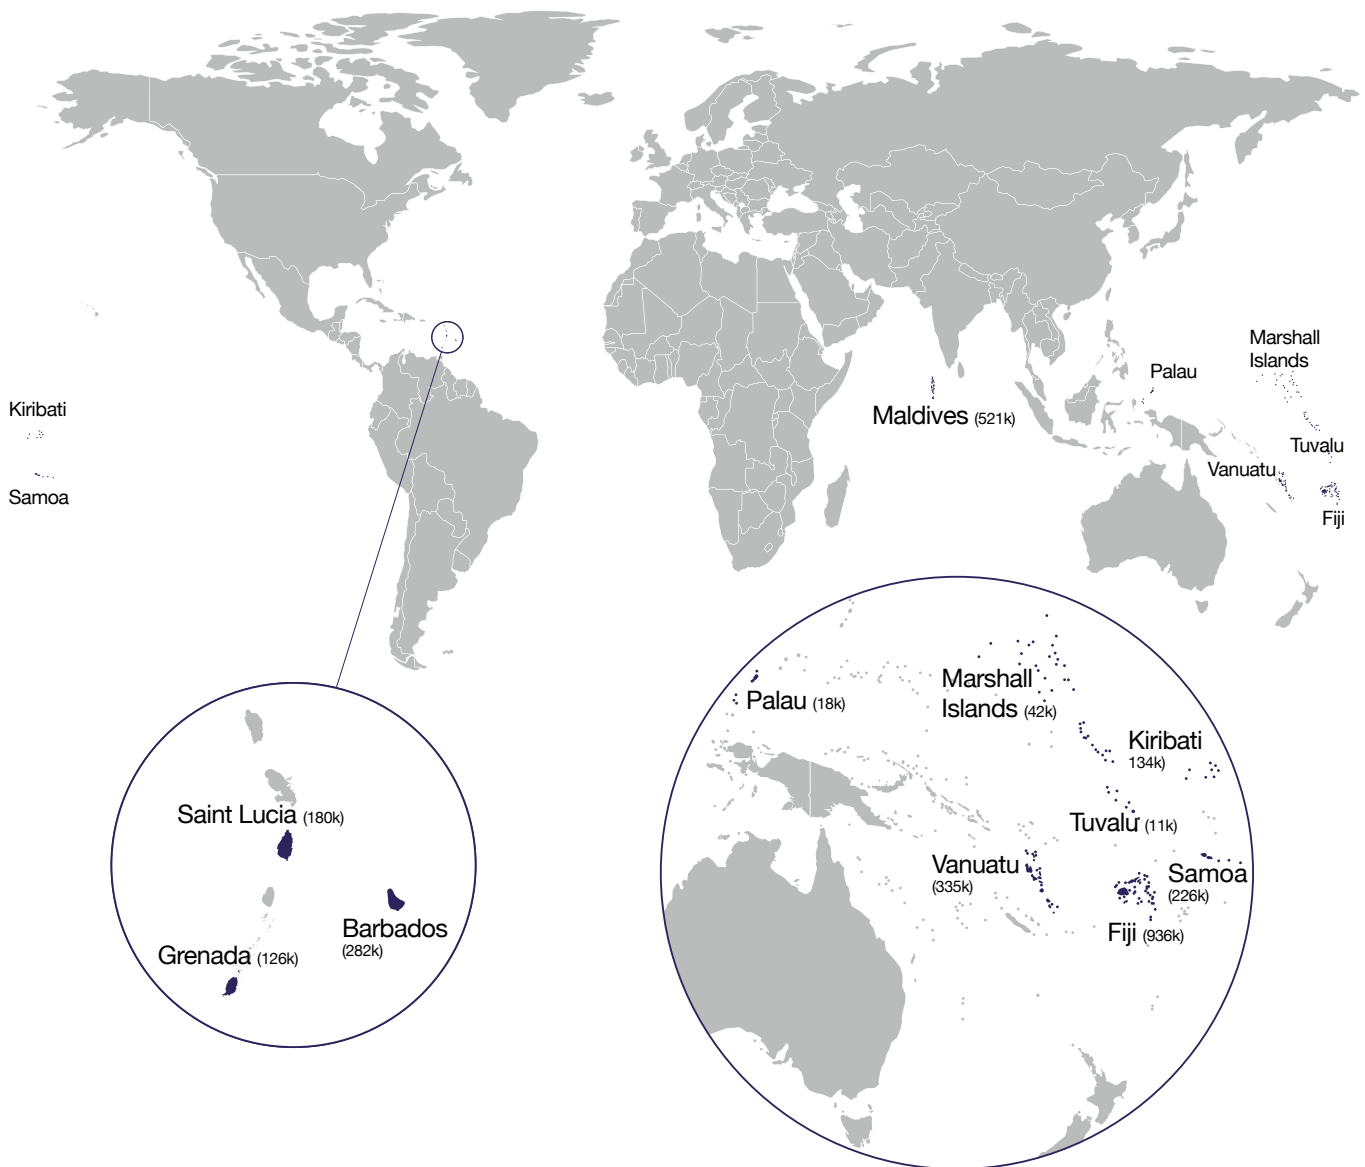 Marshall
Islands
Palau
Kiribati
Maldives (521k)
Tuvalu
Vanuatu
Samoa
Fiji
Marshall
Islands (42k)
Palau (18k)
Kiribati
134k)
Saint Lucia (180k)
Tuvalu (11k)
Vanuatu
(335k)
Samoa
(226k)
Barbados
(282k)
Fiji (936k)
Grenada (126k)